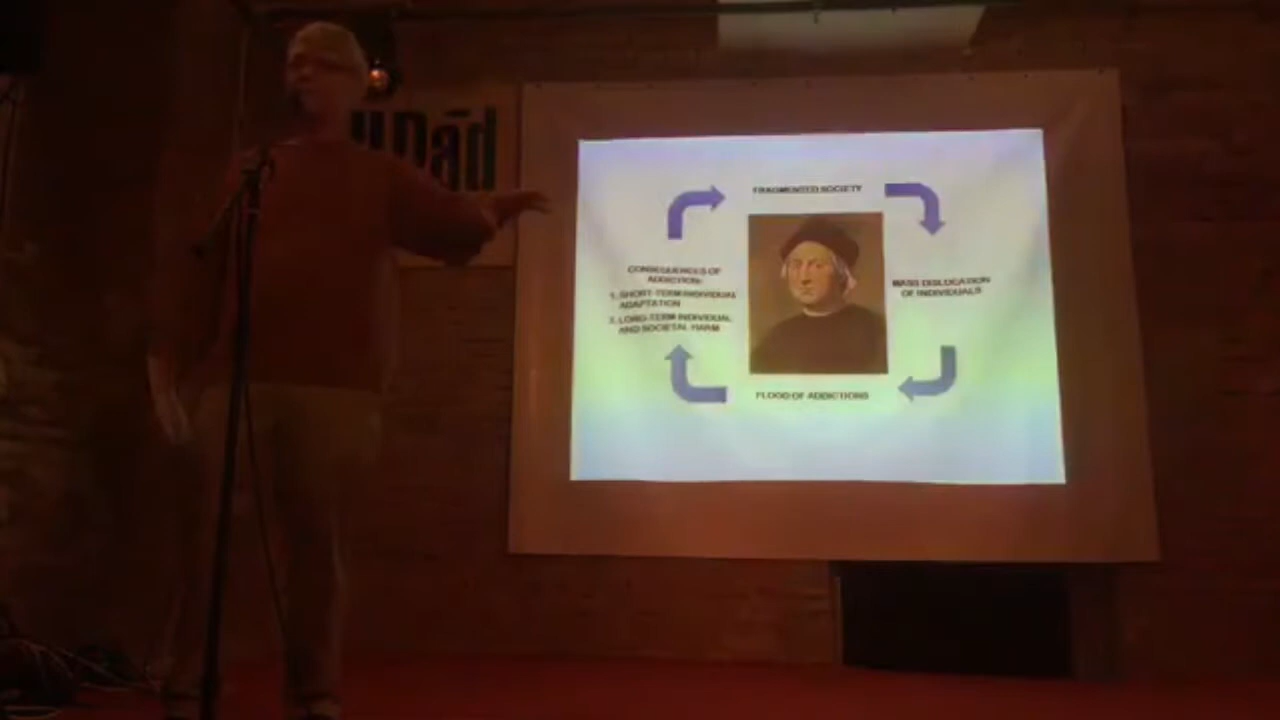 FRAGMENTED SOCIETY
CONSEQUENCES OF
ADDICTION:
1. SHORT-TERM INDIVIDUAL
ADAPTATION
2. LONG-TERM INDIVIDUAL
AND SOCIETAL HARM
MASS DISLOCATION
OF INDIVIDUALS
FLOOD OF ADDICTIONS